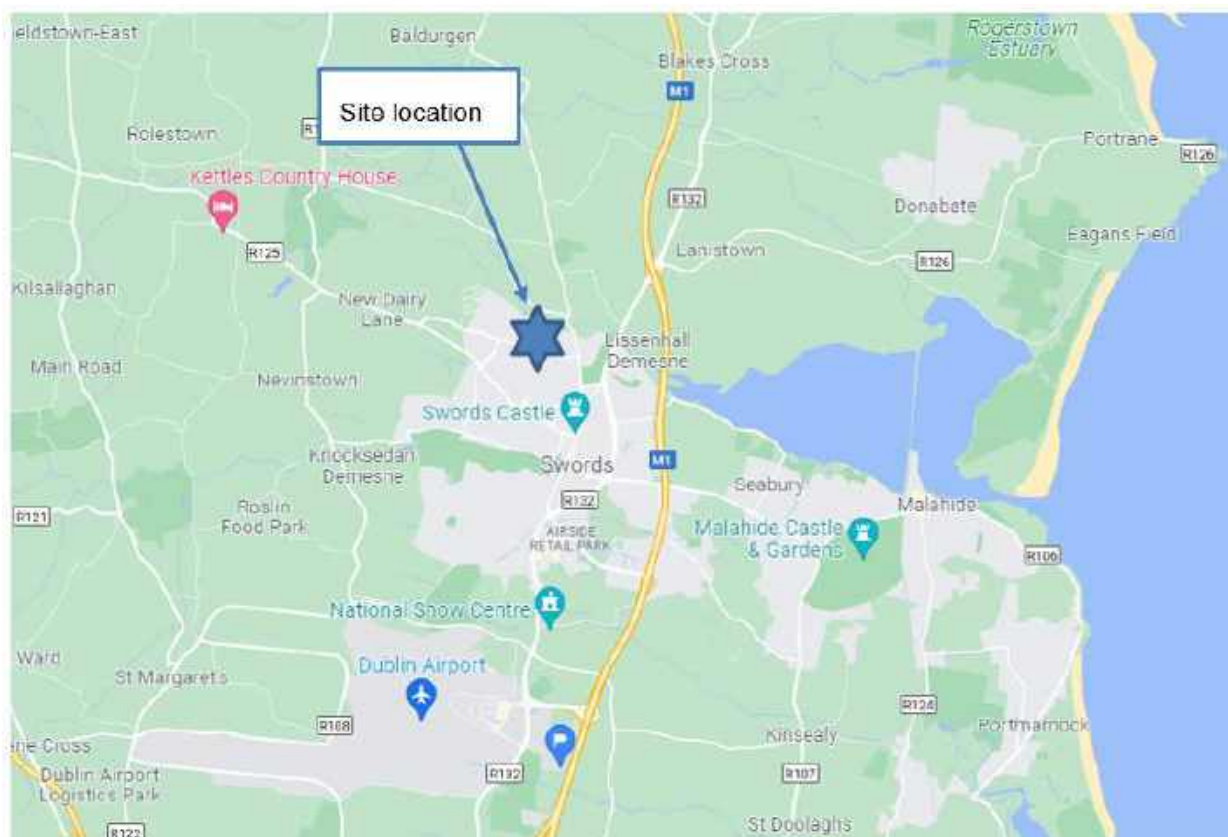 eldstown-East
Baldurgen
Rogerstown
Estuary
Blakes Cross
M1
Site location
Rolestown
Portrane
R126
Kettles Country House
R132
Donabate
Eagans Field
R125
Lanistown
R126
Kilsallaghan
New Dairy
Lane
Lissenhall
Demesne
Main Road
Nevinstown
Swords Castle
Knocksedan
Demesne
Swords
M1
Seabury
Malahide
R121
Roslin
Food Park
R132
AIRSIDE
RETAIL PARK
Malahide Castle
& Gardens
R106
National Show Centre
Ward
St Margaret's
Dublin Airport
R108
R124
Portmarnock
ne Cross
Kinsealy
Dublin Airport
Logistics Park
R132
R107
R122
St Doolaghs